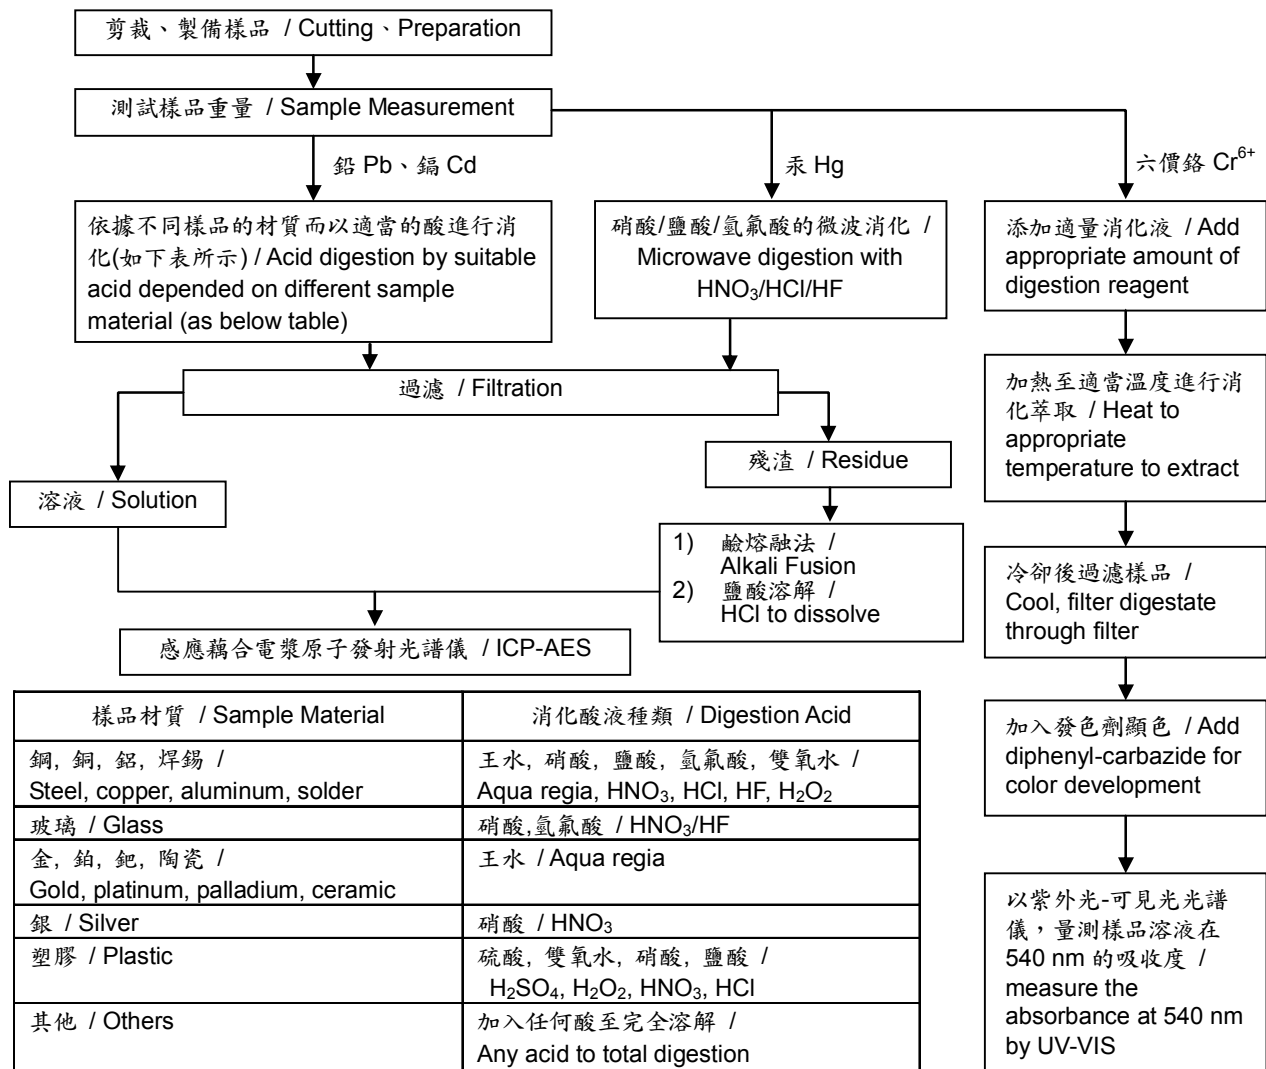 剪裁、製備樣品 / Cutting、Preparation
測試樣品重量 / Sample Measurement
鉛 Pb、鎘 Cd
汞 Hg
六價鉻 Cr⁶⁺
依據不同樣品的材質而以適當的酸進行消
化(如下表所示) / Acid digestion by suitable
acid depended on different sample
material (as below table)
硝酸/鹽酸/氫氟酸的微波消化 /
Microwave digestion with
HNO₃/HCl/HF
添加適量消化液 / Add
appropriate amount of
digestion reagent
過濾 / Filtration
加熱至適當溫度進行消
化萃取 / Heat to
appropriate
temperature to extract
殘渣 / Residue
溶液 / Solution
1) 鹼熔融法 /
Alkali Fusion
2) 鹽酸溶解 /
HCl to dissolve
冷卻後過濾樣品 /
Cool, filter digestate
through filter
感應藕合電漿原子發射光譜儀 / ICP-AES
加入發色劑顯色 / Add
diphenyl-carbazide for
color development
以紫外光-可見光光譜
儀，量測樣品溶液在
540 nm 的吸收度 /
measure the
absorbance at 540 nm
by UV-VIS
樣品材質 / Sample Material
消化酸液種類 / Digestion Acid
鋼, 銅, 鋁, 焊錫 /
Steel, copper, aluminum, solder
王水, 硝酸, 鹽酸, 氫氟酸, 雙氧水 /
Aqua regia, HNO₃, HCl, HF, H₂O₂
玻璃 / Glass
硝酸,氫氟酸 / HNO₃/HF
金, 鉑, 鈀, 陶瓷 /
Gold, platinum, palladium, ceramic
王水 / Aqua regia
銀 / Silver
硝酸 / HNO₃
塑膠 / Plastic
硫酸, 雙氧水, 硝酸, 鹽酸 /
H₂SO₄, H₂O₂, HNO₃, HCl
其他 / Others
加入任何酸至完全溶解 /
Any acid to total digestion